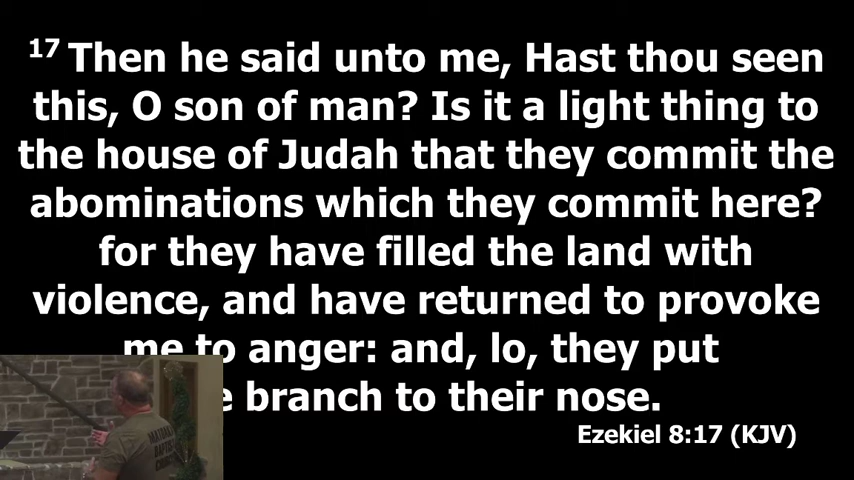 17 Then he said unto me, Hast thou seen
this, O son of man? Is it a light thing to
the house of Judah that they commit the
abominations which they commit here?
for they have filled the land with
violence, and have returned to provoke
me to anger: and, lo, they put
branch to their nose.
Ezekiel 8:17 (KJV)